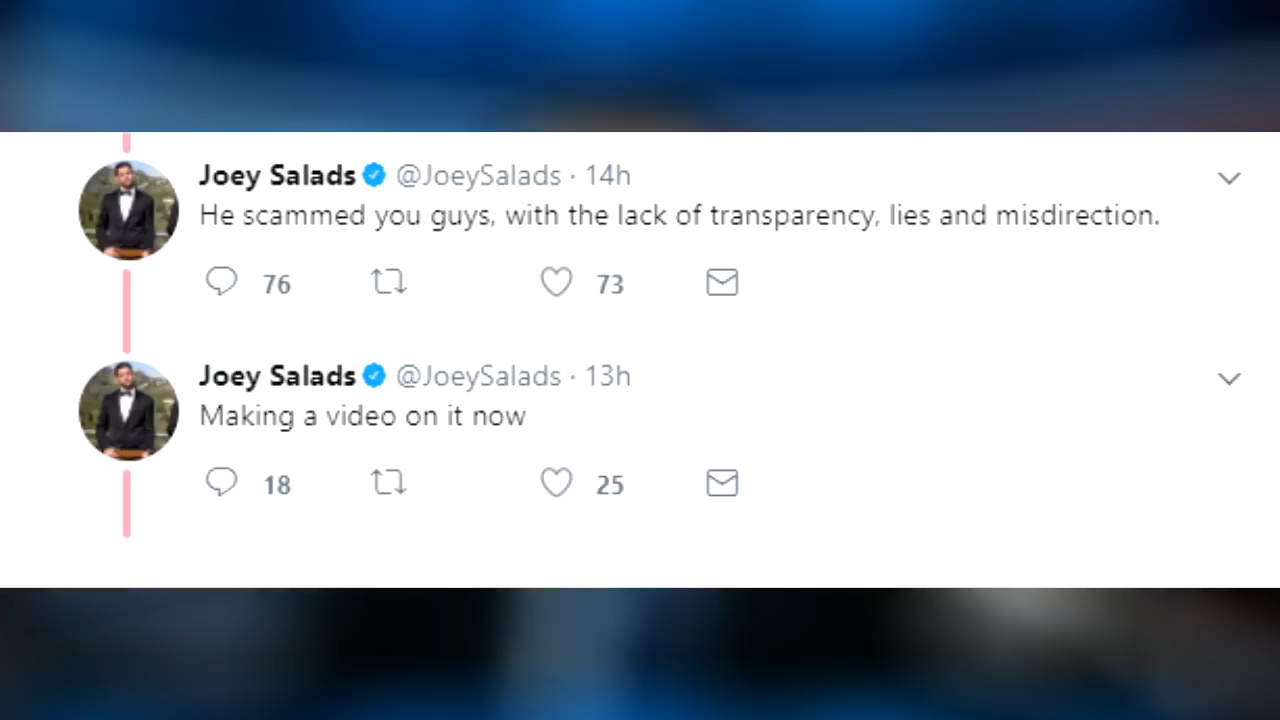 Joey Salads @JoeySalads · 14h
He scammed you guys, with the lack of transparency, lies and misdirection.
76 73
Joey Salads @JoeySalads · 13h
Making a video on it now
18 25